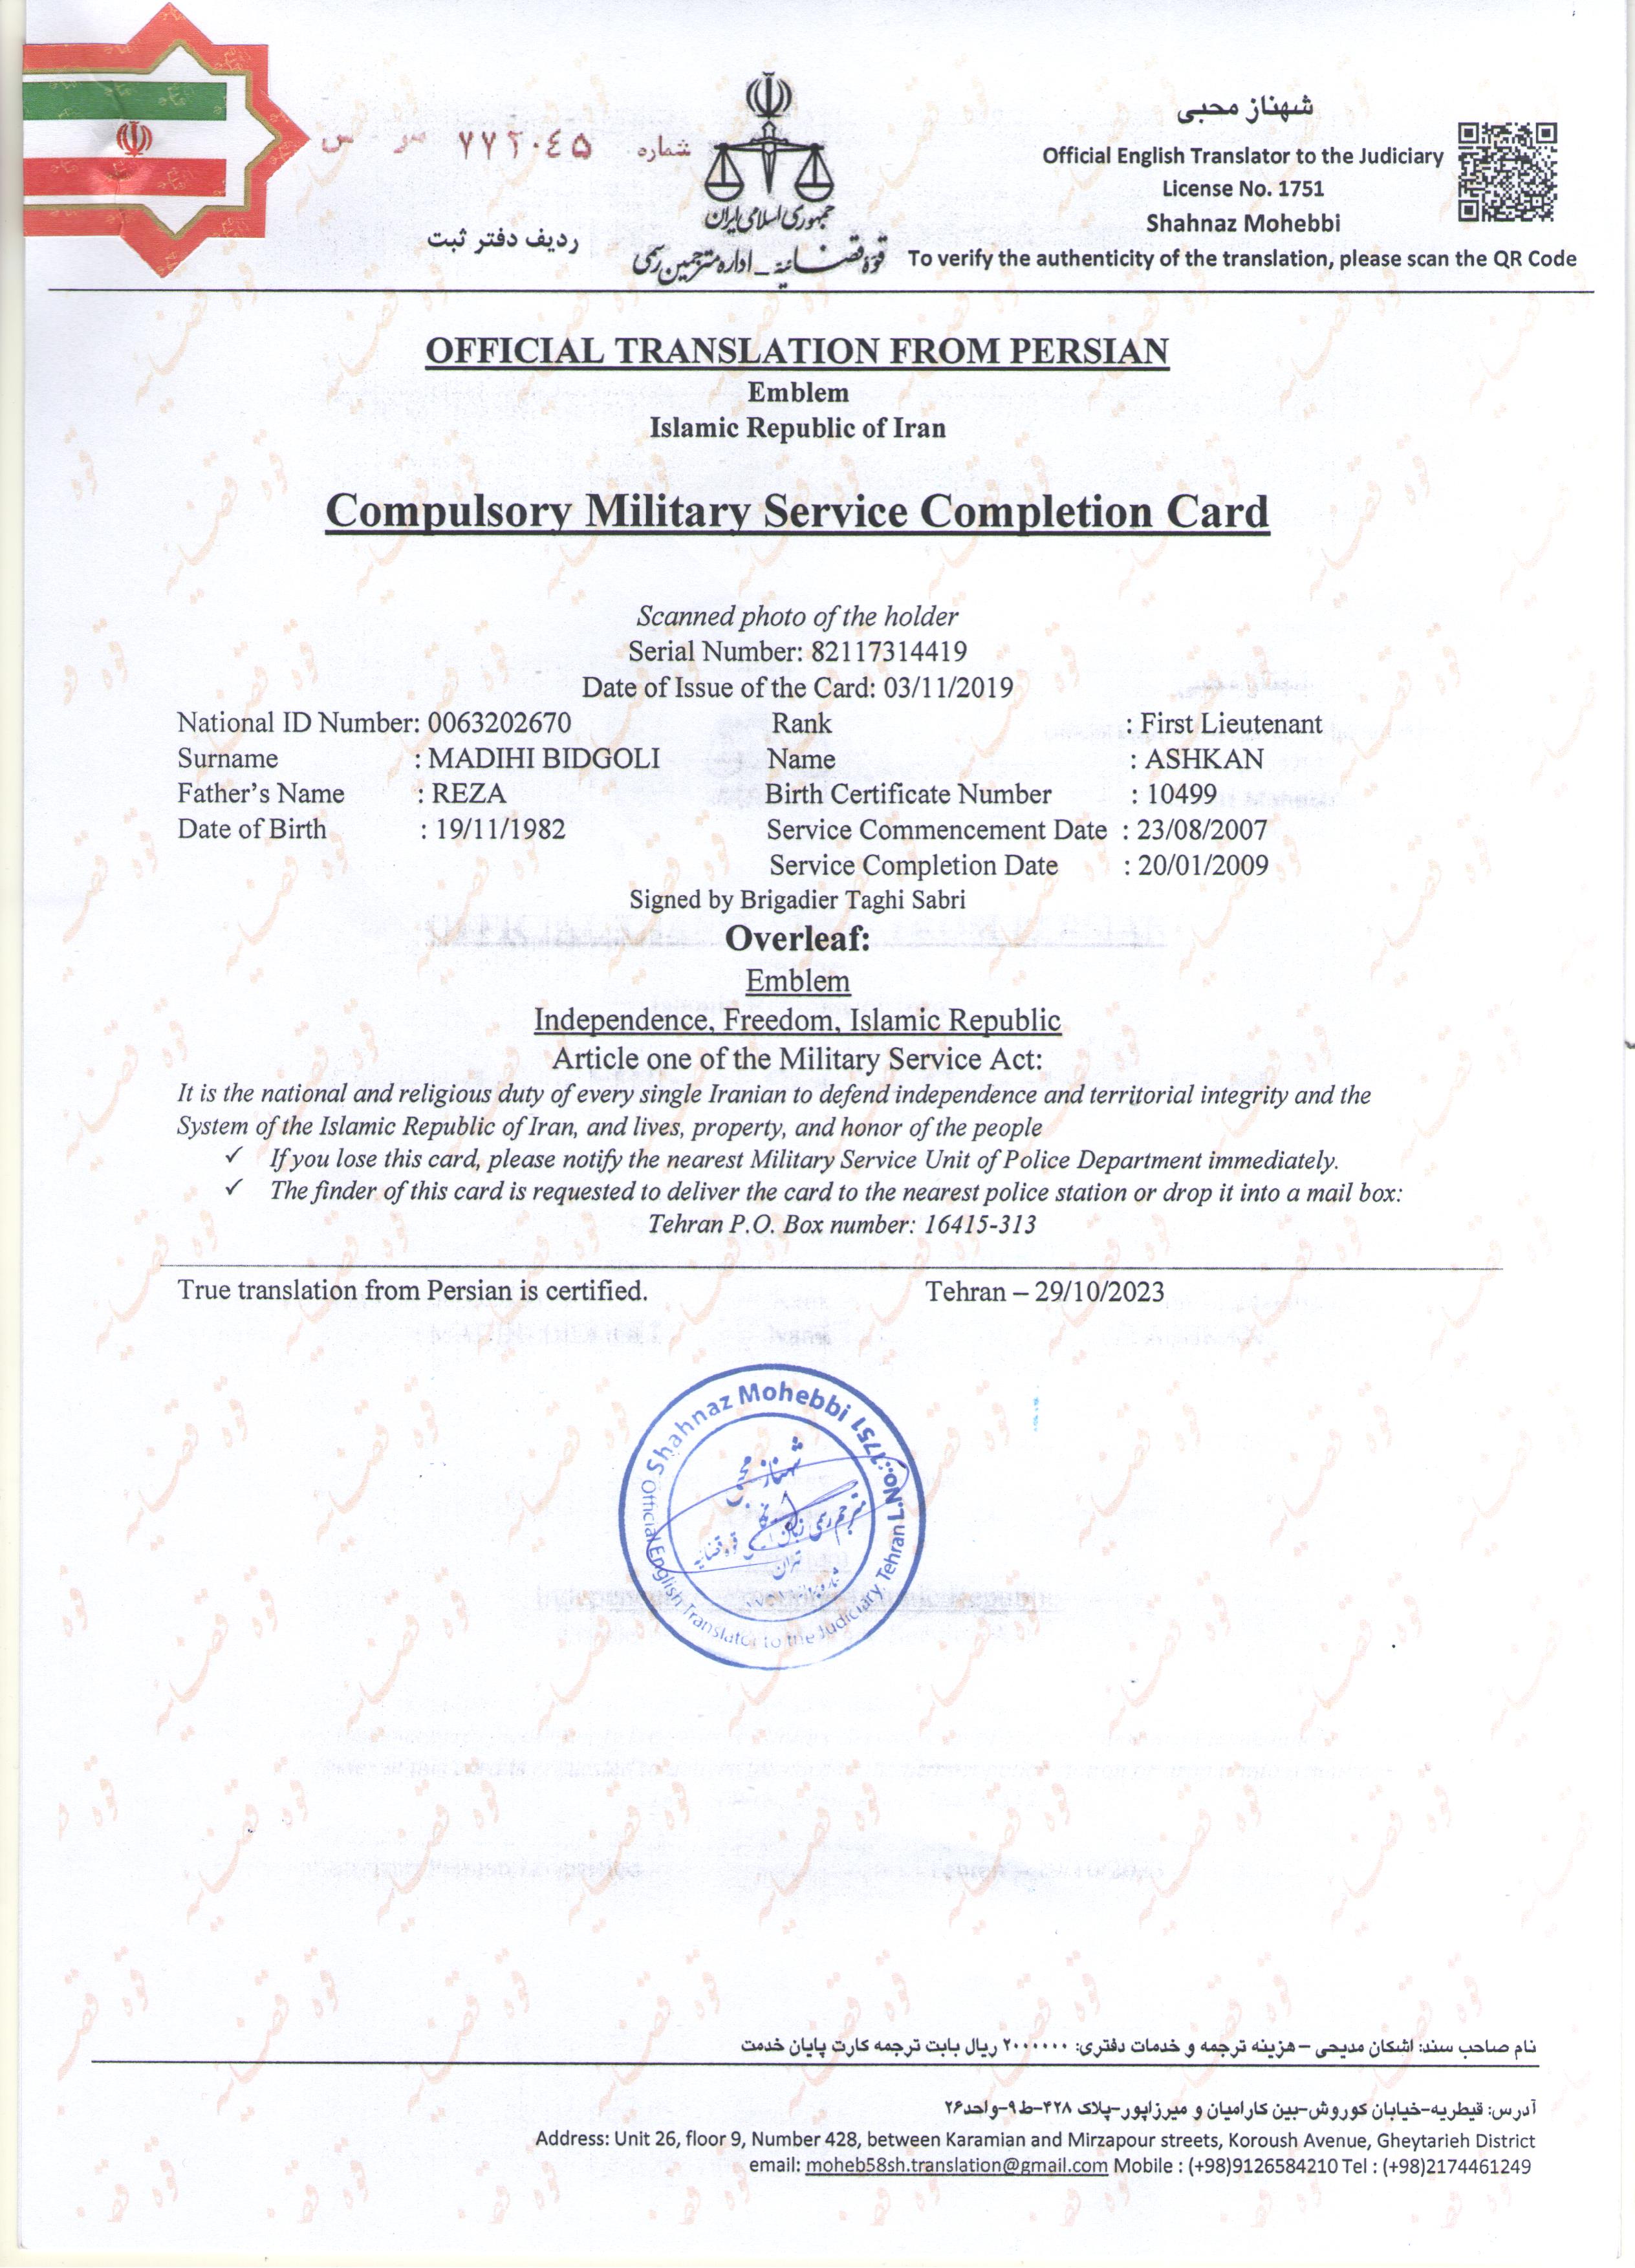 شماره ۷۷۲۰٤۵ س
ردیف دفتر ثبت
جمهوری اسلامی ایران
قوه قضائیه - اداره مترجمین رسمی
شهناز محبی
Official English Translator to the Judiciary
License No. 1751
Shahnaz Mohebbi
To verify the authenticity of the translation, please scan the QR Code
OFFICIAL TRANSLATION FROM PERSIAN
Emblem
Islamic Republic of Iran
Compulsory Military Service Completion Card
Scanned photo of the holder
Serial Number: 82117314419
Date of Issue of the Card: 03/11/2019
National ID Number: 0063202670 Rank : First Lieutenant
Surname : MADIHI BIDGOLI Name : ASHKAN
Father's Name : REZA Birth Certificate Number : 10499
Date of Birth : 19/11/1982 Service Commencement Date : 23/08/2007
Service Completion Date : 20/01/2009
Signed by Brigadier Taghi Sabri
Overleaf:
Emblem
Independence, Freedom, Islamic Republic
Article one of the Military Service Act:
It is the national and religious duty of every single Iranian to defend independence and territorial integrity and the
System of the Islamic Republic of Iran, and lives, property, and honor of the people
✓ If you lose this card, please notify the nearest Military Service Unit of Police Department immediately.
✓ The finder of this card is requested to deliver the card to the nearest police station or drop it into a mail box:
Tehran P.O. Box number: 16415-313
True translation from Persian is certified. Tehran – 29/10/2023
Shahnaz Mohebbi L.No.:1751
Official English Translator to the Judiciary Tehran
شهناز محبی
مترجم رسمی زبان قوه قضائیه
تهران
نام صاحب سند: اشکان مدیحی – هزینه ترجمه و خدمات دفتری: ۲۰۰۰۰۰۰ ریال بابت ترجمه کارت پایان خدمت
آدرس: قیطریه-خیابان کوروش-بین کارامیان و میرزاپور-پلاک ۴۲۸-ط۹-واحد۲۶
Address: Unit 26, floor 9, Number 428, between Karamian and Mirzapour streets, Koroush Avenue, Gheytarieh District
email: moheb58sh.translation@gmail.com Mobile : (+98)9126584210 Tel : (+98)2174461249